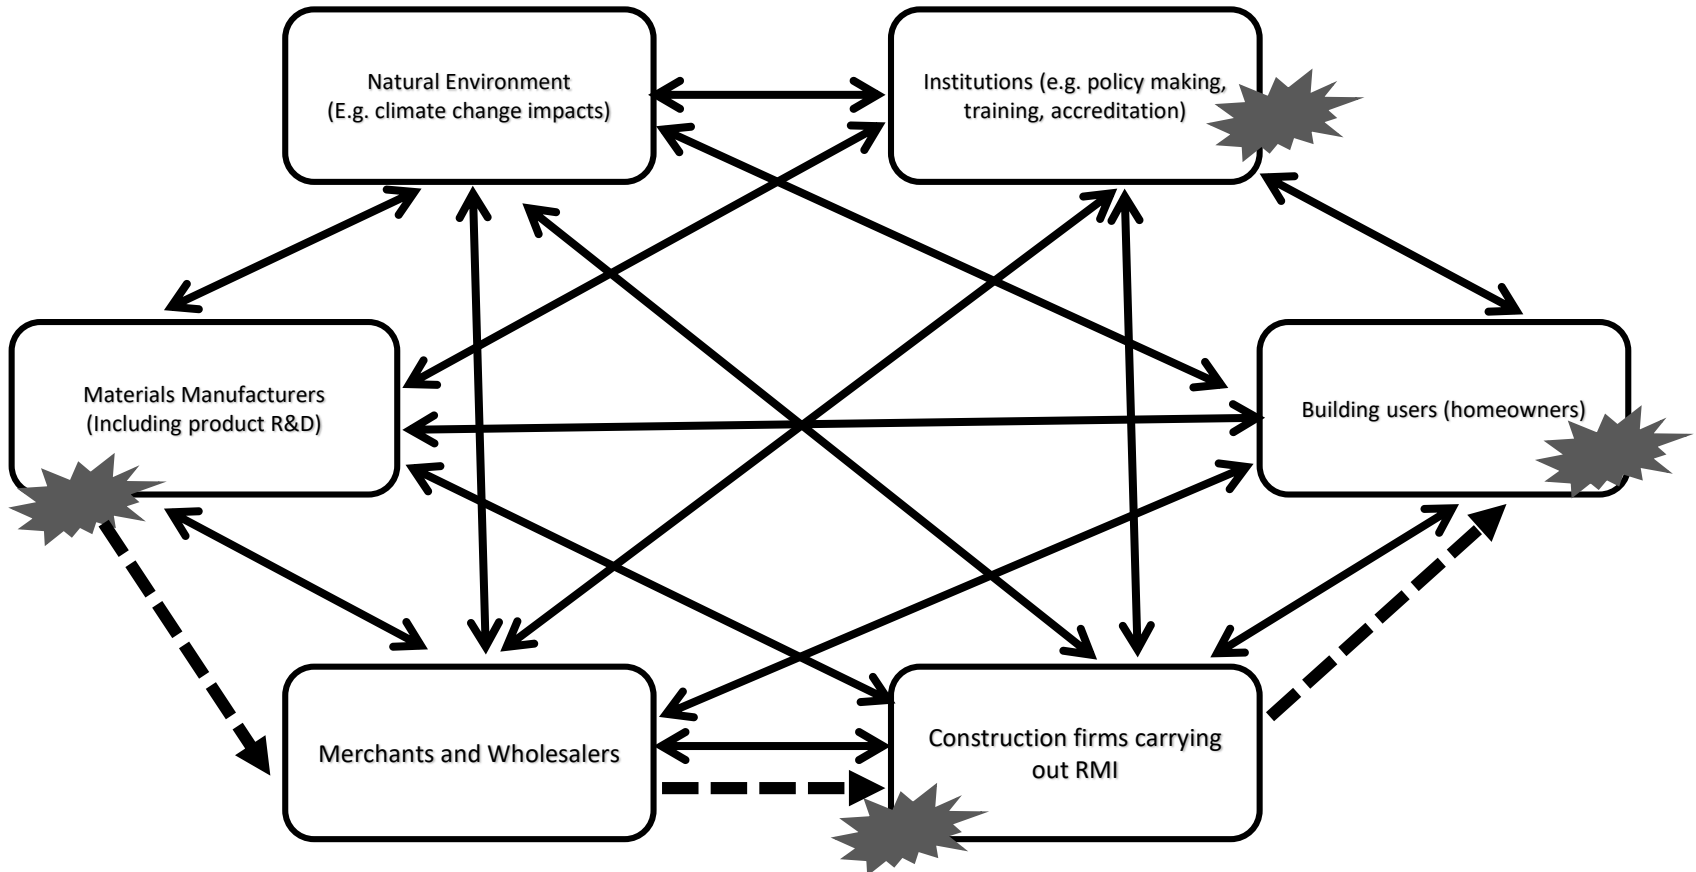 Natural Environment
(E.g. climate change impacts)
Institutions (e.g. policy making,
training, accreditation)
Materials Manufacturers
(Including product R&D)
Building users (homeowners)
Merchants and Wholesalers
Construction firms carrying
out RMI